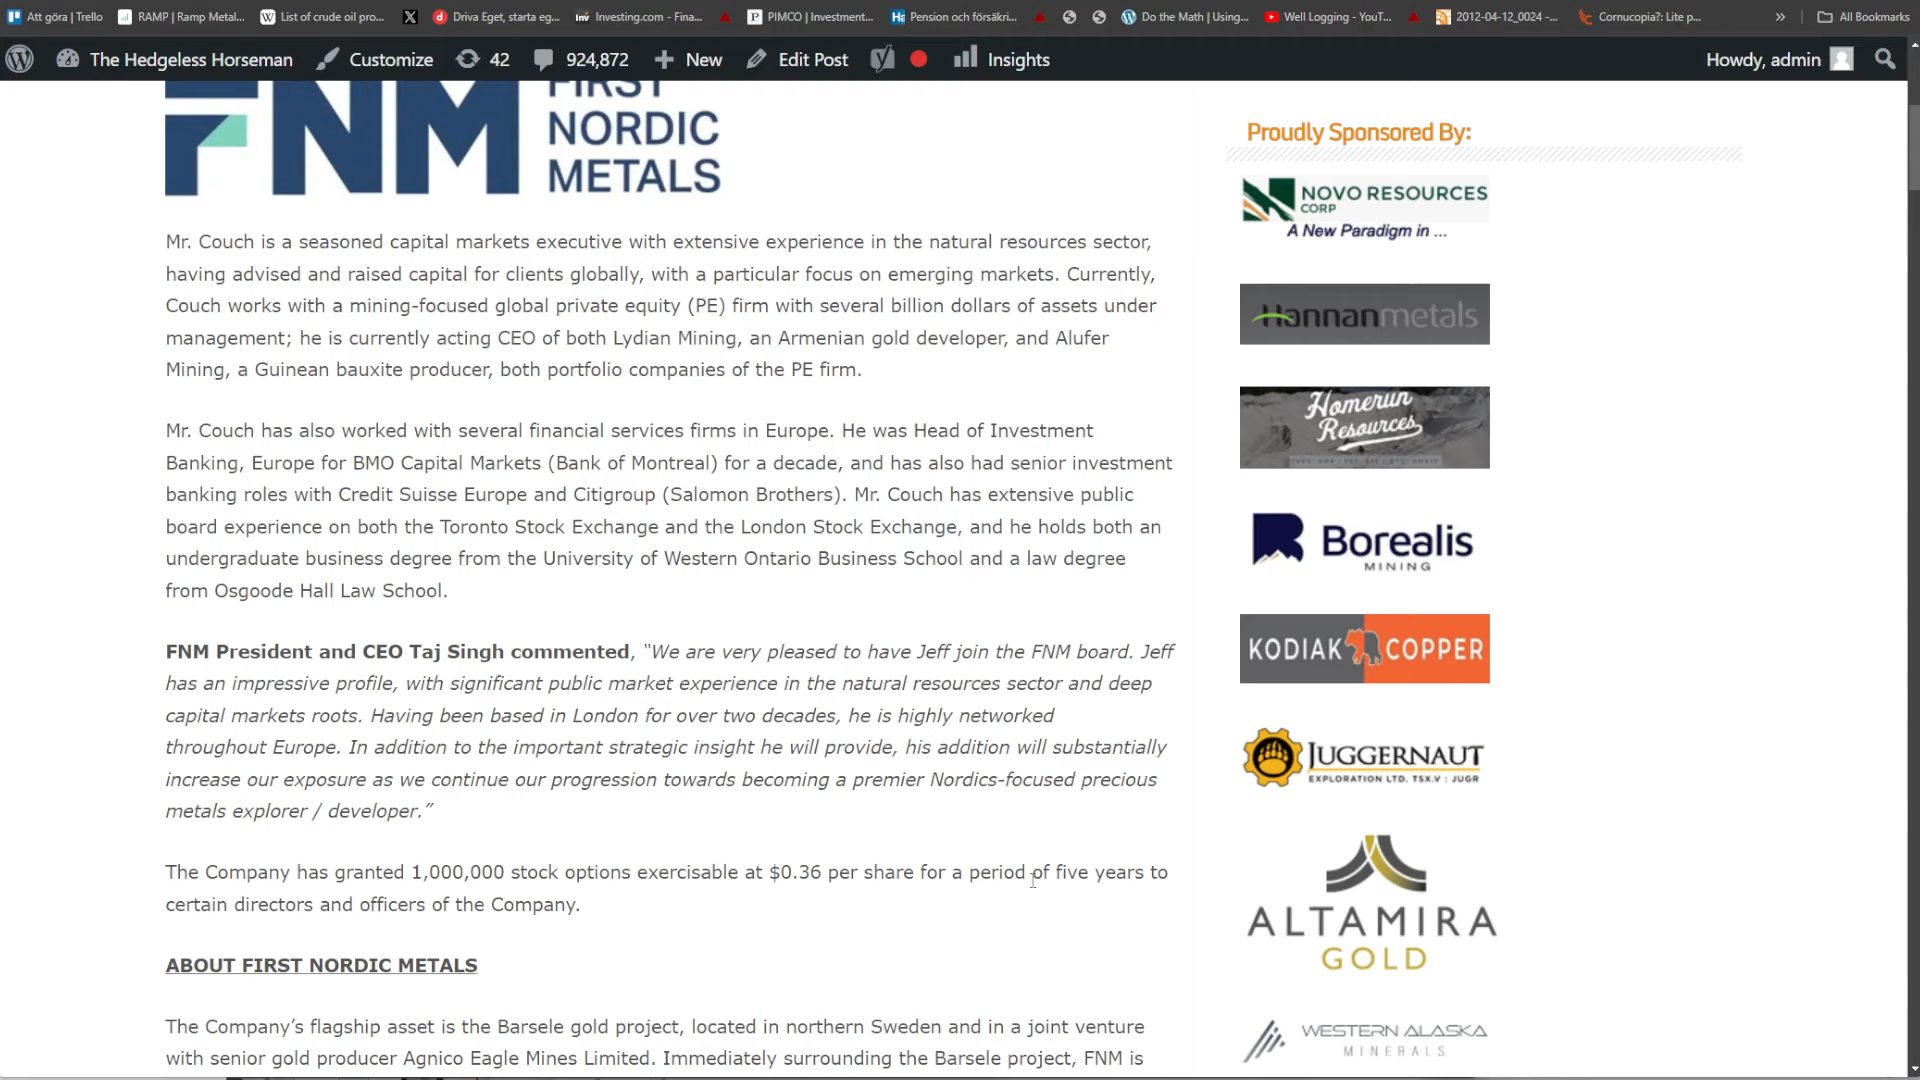 Att göra | Trello
RAMP | Ramp Metal...
List of crude oil pro...
Driva Eget, starta eg...
Investing.com - Fina...
PIMCO | Investment...
Pension och försäkri...
Do the Math | Using...
Well Logging - YouT...
2012-04-12_0024 -...
Cornucopia?: Lite p...
»
All Bookmarks
The Hedgeless Horseman
Customize
42
924,872
New
Edit Post
Insights
Howdy, admin
FNM
FIRST
NORDIC
METALS
Mr. Couch is a seasoned capital markets executive with extensive experience in the natural resources sector,
having advised and raised capital for clients globally, with a particular focus on emerging markets. Currently,
Couch works with a mining-focused global private equity (PE) firm with several billion dollars of assets under
management; he is currently acting CEO of both Lydian Mining, an Armenian gold developer, and Alufer
Mining, a Guinean bauxite producer, both portfolio companies of the PE firm.
Mr. Couch has also worked with several financial services firms in Europe. He was Head of Investment
Banking, Europe for BMO Capital Markets (Bank of Montreal) for a decade, and has also had senior investment
banking roles with Credit Suisse Europe and Citigroup (Salomon Brothers). Mr. Couch has extensive public
board experience on both the Toronto Stock Exchange and the London Stock Exchange, and he holds both an
undergraduate business degree from the University of Western Ontario Business School and a law degree
from Osgoode Hall Law School.
FNM President and CEO Taj Singh commented, “We are very pleased to have Jeff join the FNM board. Jeff
has an impressive profile, with significant public market experience in the natural resources sector and deep
capital markets roots. Having been based in London for over two decades, he is highly networked
throughout Europe. In addition to the important strategic insight he will provide, his addition will substantially
increase our exposure as we continue our progression towards becoming a premier Nordics-focused precious
metals explorer / developer.”
The Company has granted 1,000,000 stock options exercisable at $0.36 per share for a period of five years to
certain directors and officers of the Company.
ABOUT FIRST NORDIC METALS
The Company’s flagship asset is the Barsele gold project, located in northern Sweden and in a joint venture
with senior gold producer Agnico Eagle Mines Limited. Immediately surrounding the Barsele project, FNM is
Proudly Sponsored By:
NOVO RESOURCES
CORP
A New Paradigm in ...
Hannanmetals
Homerun
Resources
Borealis
MINING
KODIAK COPPER
JUGGERNAUT
EXPLORATION LTD. TSX.V : JUGR
ALTAMIRA
GOLD
WESTERN ALASKA
MINERALS